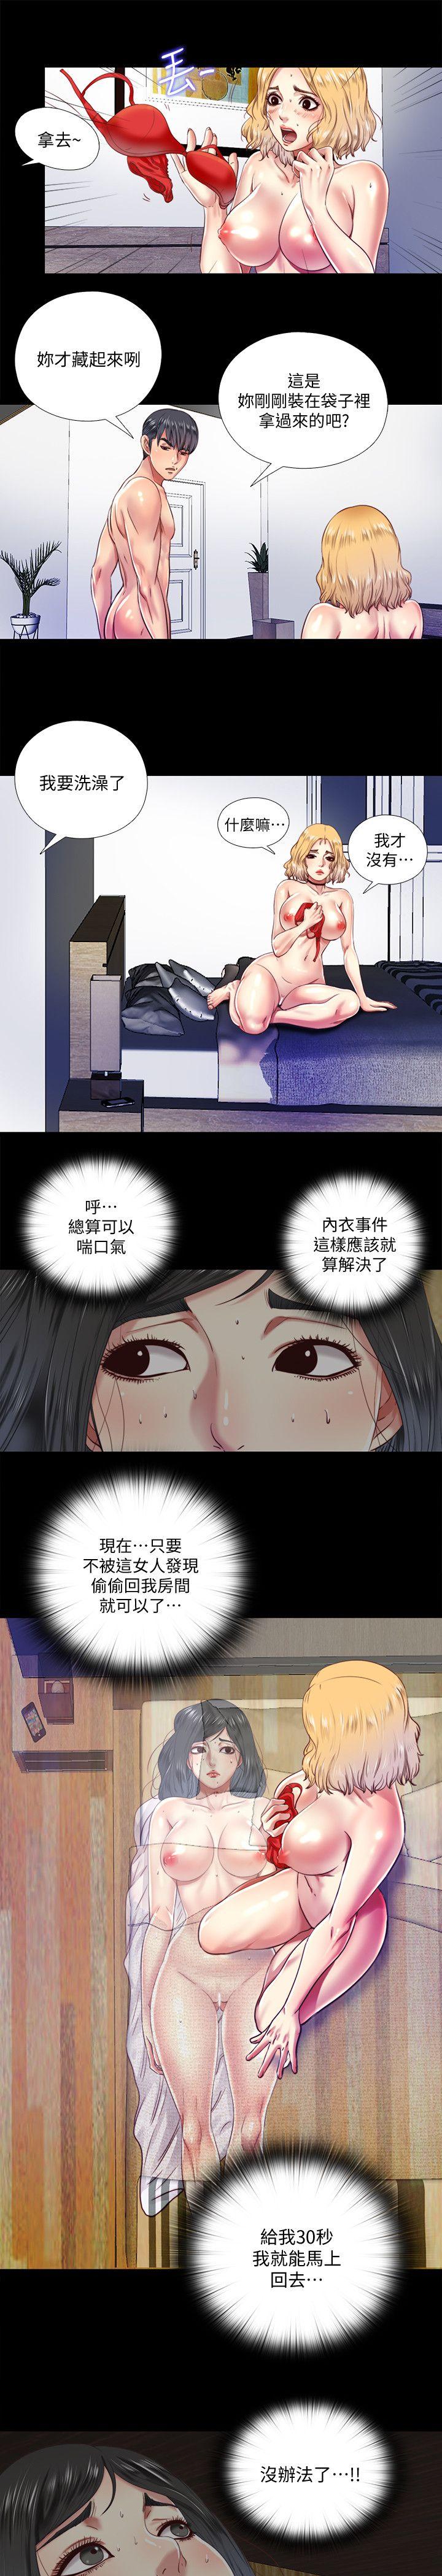 丟~
拿去~
妳才藏起來咧
這是
妳剛剛裝在袋子裡
拿過來的吧?
我要洗澡了
什麼嘛…
我才
沒有…
呼…
總算可以
喘口氣
內衣事件
這樣應該就
算解決了
現在…只要
不被這女人發現
偷偷回我房間
就可以了…
給我30秒
我就能馬上
回去…
沒辦法了…!!